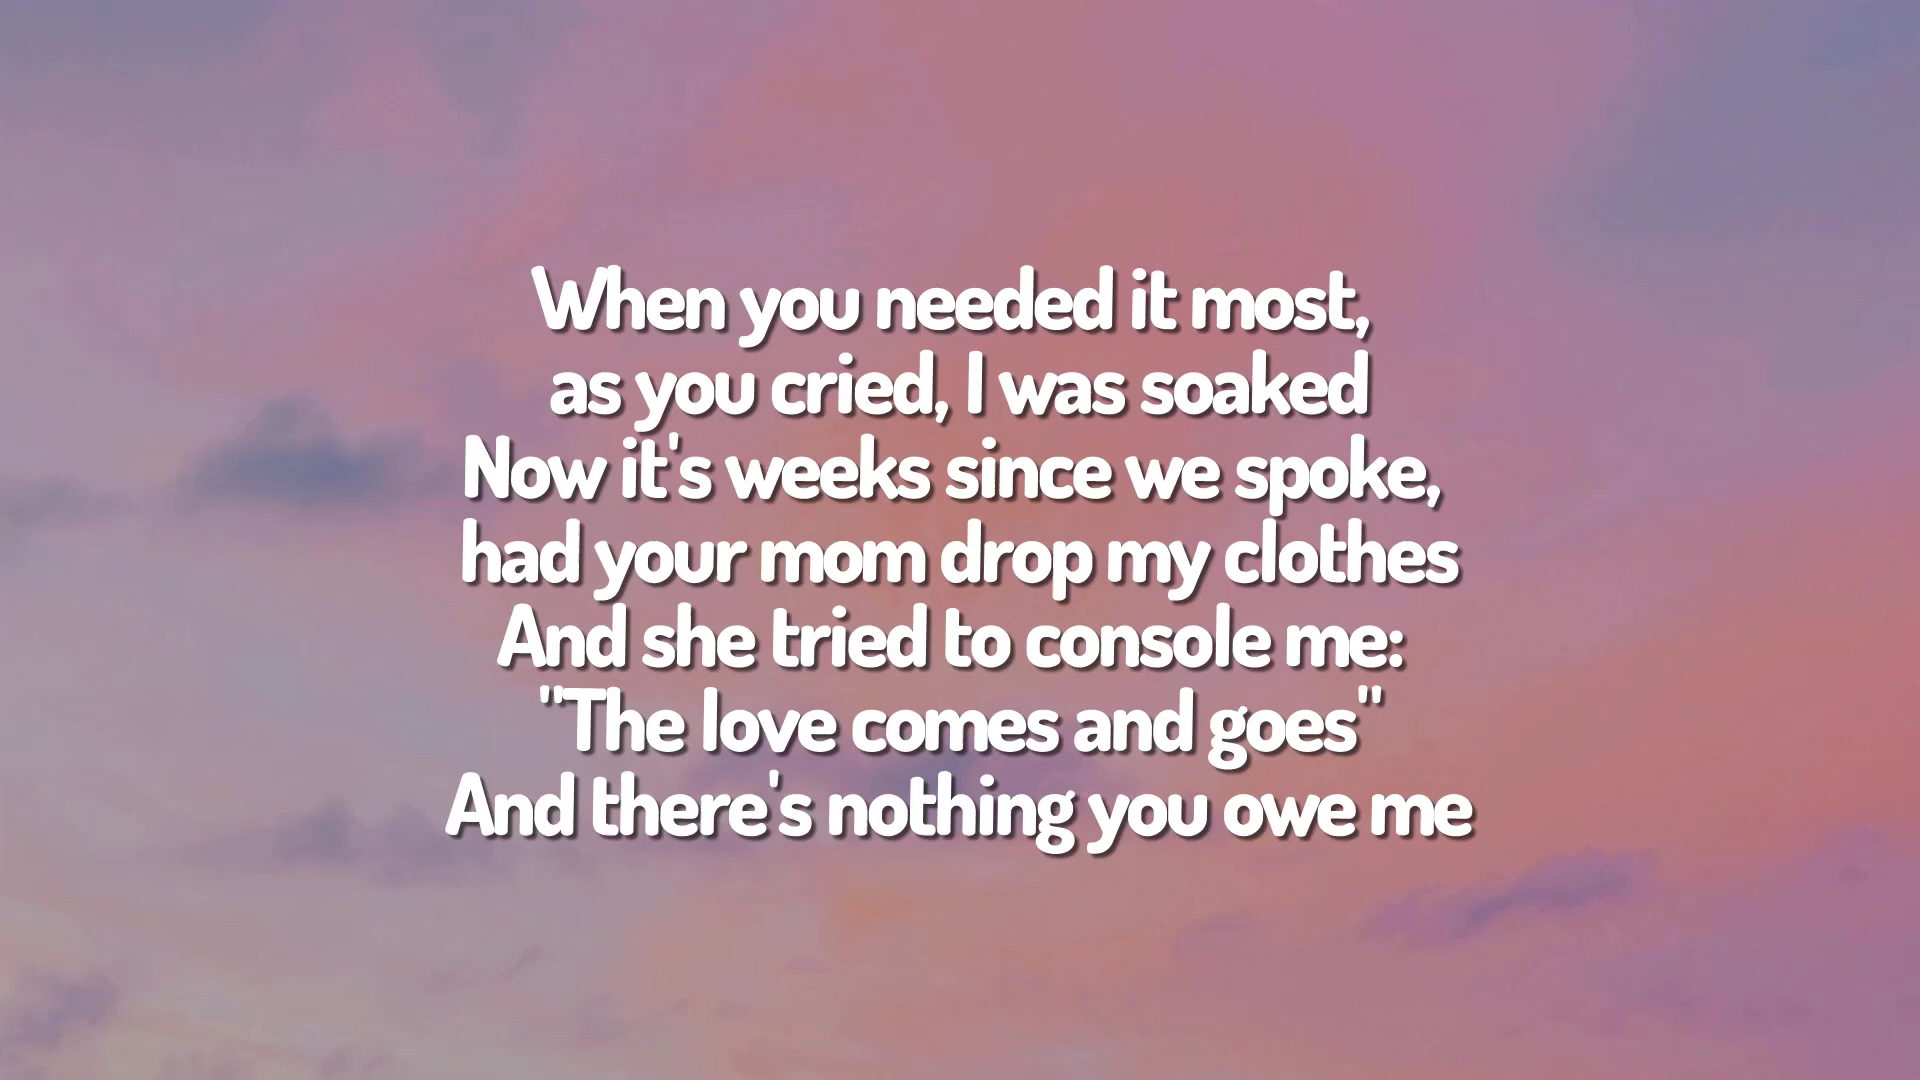 When you needed it most,
as you cried, I was soaked
Now it's weeks since we spoke,
had your mom drop my clothes
And she tried to console me:
"The love comes and goes"
And there's nothing you owe me